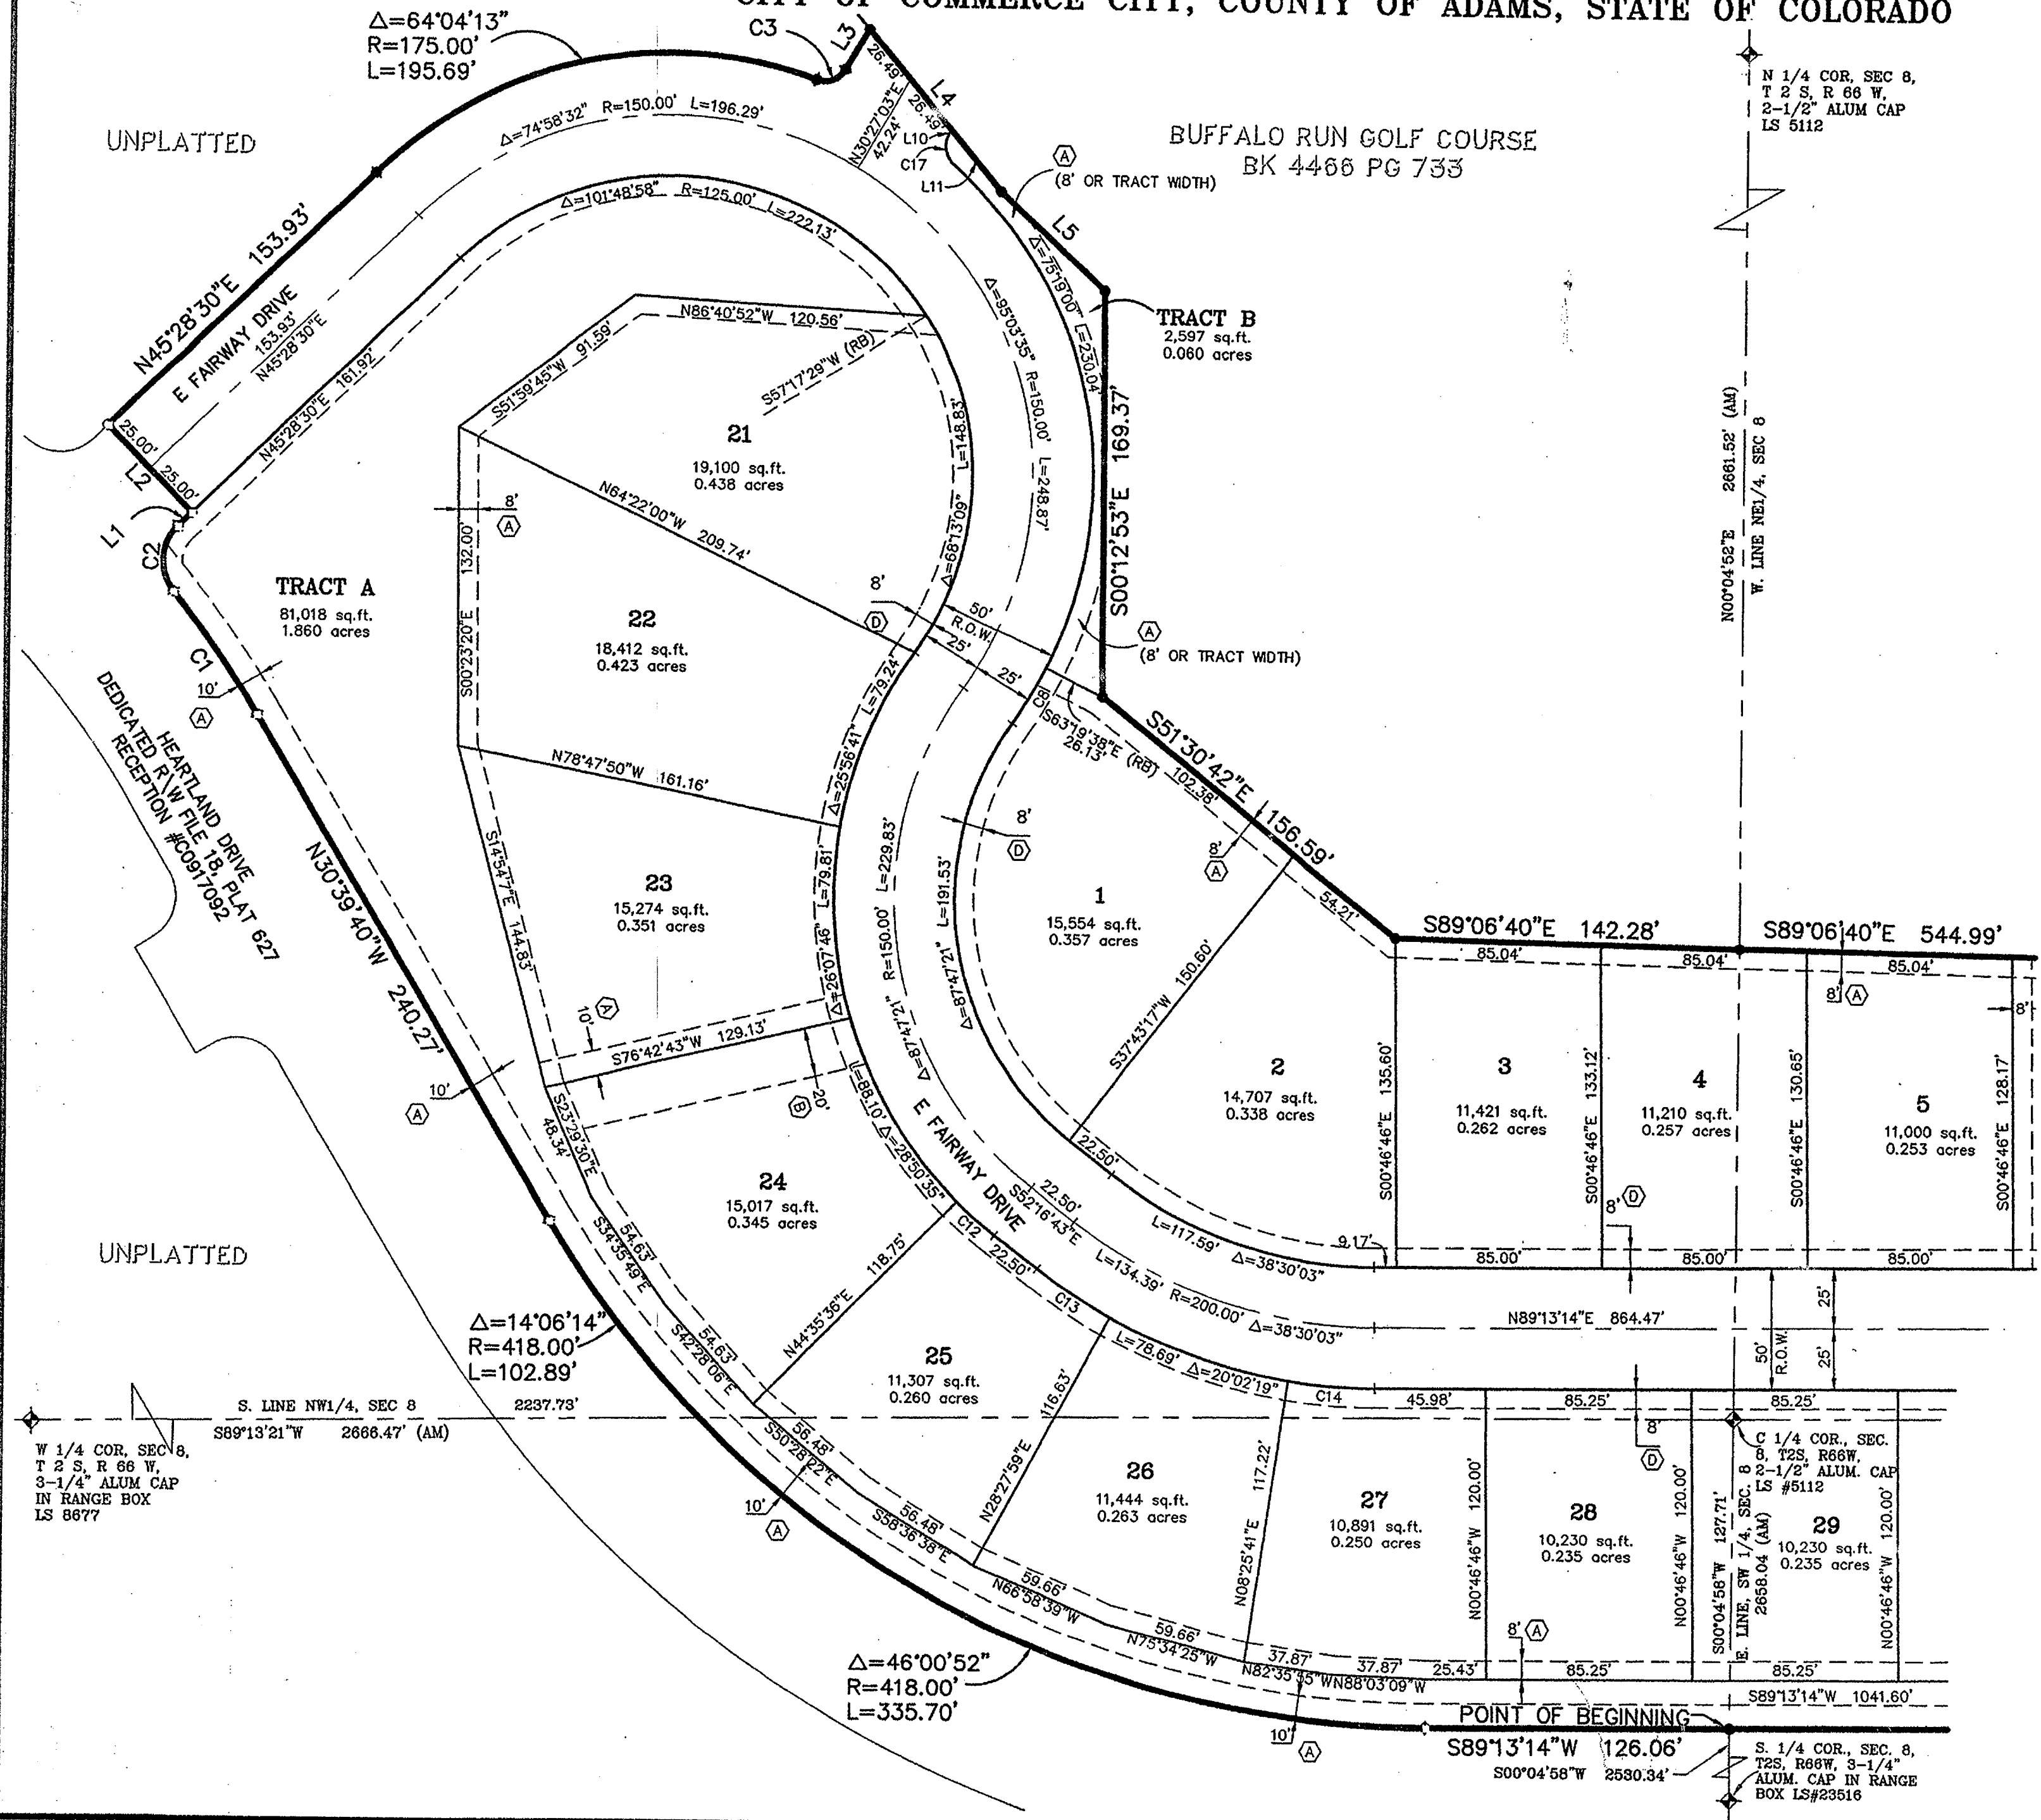 CITY OF COMMERCE CITY, COUNTY OF ADAMS, STATE OF COLORADO
Δ=64°04'13"
R=175.00'
L=195.69'
C3
L3
26.49'
L4
26.49'
N30°27'03"E
42.24'
L10
C17
L11
N 1/4 COR, SEC 8,
T 2 S, R 66 W,
2-1/2" ALUM CAP
LS 5112
UNPLATTED
BUFFALO RUN GOLF COURSE
BK 4466 PG 733
A
(8' OR TRACT WIDTH)
L5
Δ=74°58'32" R=150.00' L=196.29'
Δ=101°48'58" R=125.00' L=222.13'
N45°28'30"E 153.93'
E FAIRWAY DRIVE
153.93'
N45°28'30"E
N45°28'30"E 161.92'
Δ=75°19'00" L=230.04'
Δ=95°03'35" R=150.00' L=248.87'
TRACT B
2,597 sq.ft.
0.060 acres
N86°40'52"W 120.56'
S51°59'45"W 91.59'
S57°17'29"W (RB)
21
19,100 sq.ft.
0.438 acres
Δ=68°13'09" L=148.83'
S00°12'53"E 169.37'
N00°04'52"E 2661.52' (AM)
W. LINE NE1/4, SEC 8
25.00'
25.00'
L2
L1
C2
C1
8'
A
N64°22'00"W 209.74'
S00°23'20"E 132.00'
TRACT A
81,018 sq.ft.
1.860 acres
22
18,412 sq.ft.
0.423 acres
8'
D
50'
R.O.W.
25'
25'
A
(8' OR TRACT WIDTH)
C8
S63°19'38"E (RB)
26.13'
S51°30'42"E 156.59'
102.38'
54.21'
8'
A
10'
A
HEARTLAND DRIVE
DEDICATED R\W FILE 18, PLAT 627
RECEPTION #C0917092
N78°47'50"W 161.16'
Δ=25°56'41" L=79.24'
N30°39'40"W 240.27'
S14°54'7"E 144.83'
23
15,274 sq.ft.
0.351 acres
Δ=26°07'46" L=79.81'
Δ=87°47'21" R=150.00' L=229.83'
Δ=87°47'21" L=191.53'
8'
D
1
15,554 sq.ft.
0.357 acres
S37°43'17"W 150.60'
S89°06'40"E 142.28'
S89°06'40"E 544.99'
85.04'
85.04'
85.04'
8'
A
8'
10'
A
S76°42'43"W 129.13'
20'
B
10'
A
S23°29'30"E
48.34'
24
15,017 sq.ft.
0.345 acres
L=88.10' Δ=28°50'35"
E FAIRWAY DRIVE
22.50'
S52°16'43"E
22.50'
2
14,707 sq.ft.
0.338 acres
S00°46'46"E 135.60'
3
11,421 sq.ft.
0.262 acres
S00°46'46"E 133.12'
4
11,210 sq.ft.
0.257 acres
S00°46'46"E 130.65'
5
11,000 sq.ft.
0.253 acres
S00°46'46"E 128.17'
8'
D
UNPLATTED
54.63'
S34°35'49"E
N44°35'36"E 118.75'
C12
22.50'
C13
L=117.59' Δ=38°30'03"
9.17'
85.00'
85.00'
85.00'
L=134.39' R=200.00' Δ=38°30'03"
N89°13'14"E 864.47'
50'
R.O.W.
25'
25'
Δ=14°06'14"
R=418.00'
L=102.89'
54.63'
S42°28'06"E
25
11,307 sq.ft.
0.260 acres
L=78.69' Δ=20°02'19"
116.63'
N28°27'59"E
C14
45.98'
85.25'
85.25'
8'
D
S. LINE NW1/4, SEC 8
2237.73'
S89°13'21"W 2666.47' (AM)
W 1/4 COR, SEC 8,
T 2 S, R 66 W,
3-1/4" ALUM CAP
IN RANGE BOX
LS 8677
C 1/4 COR., SEC.
8, T2S, R66W,
2-1/2" ALUM. CAP
LS #5112
56.48'
S50°28'22"E
10'
A
56.48'
S58°36'38"E
26
11,444 sq.ft.
0.263 acres
N08°25'41"E 117.22'
27
10,891 sq.ft.
0.250 acres
N00°46'46"W 120.00'
28
10,230 sq.ft.
0.235 acres
N00°46'46"W 120.00'
S00°04'58"W 127.71'
E. LINE, SW 1/4, SEC. 8
2658.04 (AM)
29
10,230 sq.ft.
0.235 acres
N00°46'46"W 120.00'
59.66'
N66°58'39"W
59.66'
N75°34'25"W
37.87'
N82°35'55"W
37.87'
N88°03'09"W
25.43'
8'
A
85.25'
85.25'
S89°13'14"W 1041.60'
Δ=46°00'52"
R=418.00'
L=335.70'
10'
A
POINT OF BEGINNING
S89°13'14"W 126.06'
S00°04'58"W 2530.34'
S. 1/4 COR., SEC. 8,
T2S, R66W, 3-1/4"
ALUM. CAP IN RANGE
BOX LS#23516